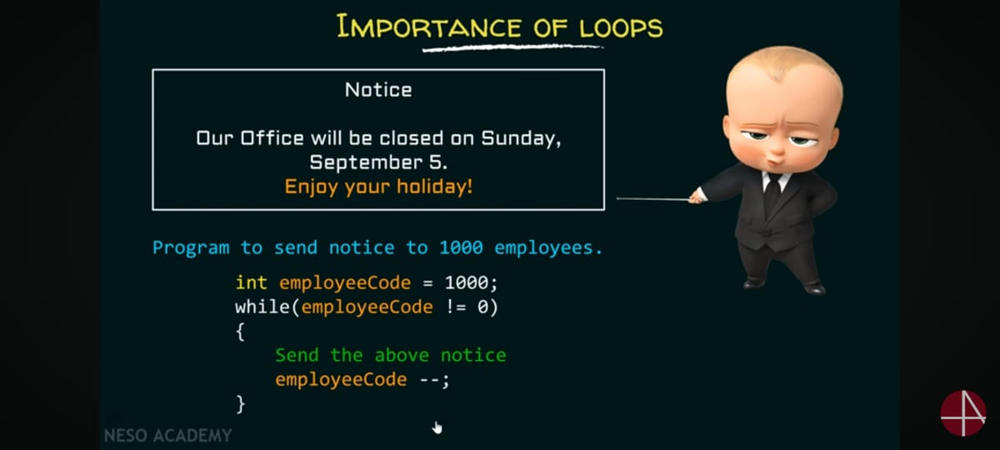 IMPORTANCE OF LOOPS
Notice
Our Office will be closed on Sunday,
September 5.
Enjoy your holiday!
Program to send notice to 1000 employees.
int employeeCode = 1000;
while(employeeCode != 0)
{
Send the above notice
employeeCode --;
}
NESO ACADEMY